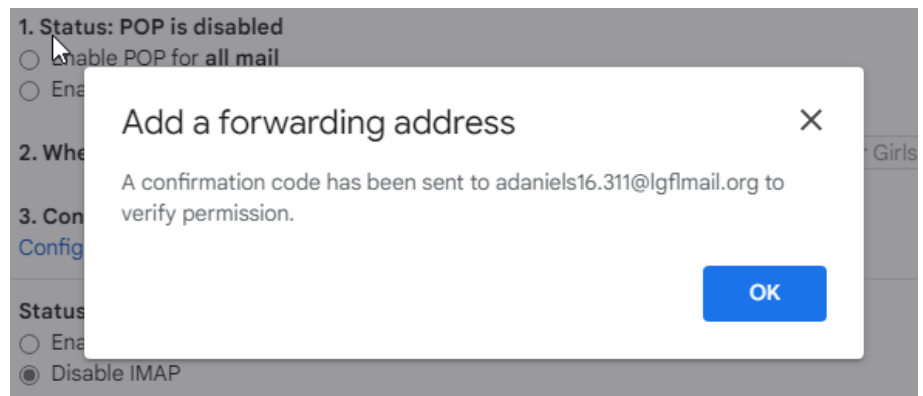 1. Status: POP is disabled
Enable POP for all mail
Ena
Add a forwarding address
2. Whe
Girls
A confirmation code has been sent to adaniels16.311@lgflmail.org to
verify permission.
3. Con
Config
OK
Status
Ena
Disable IMAP